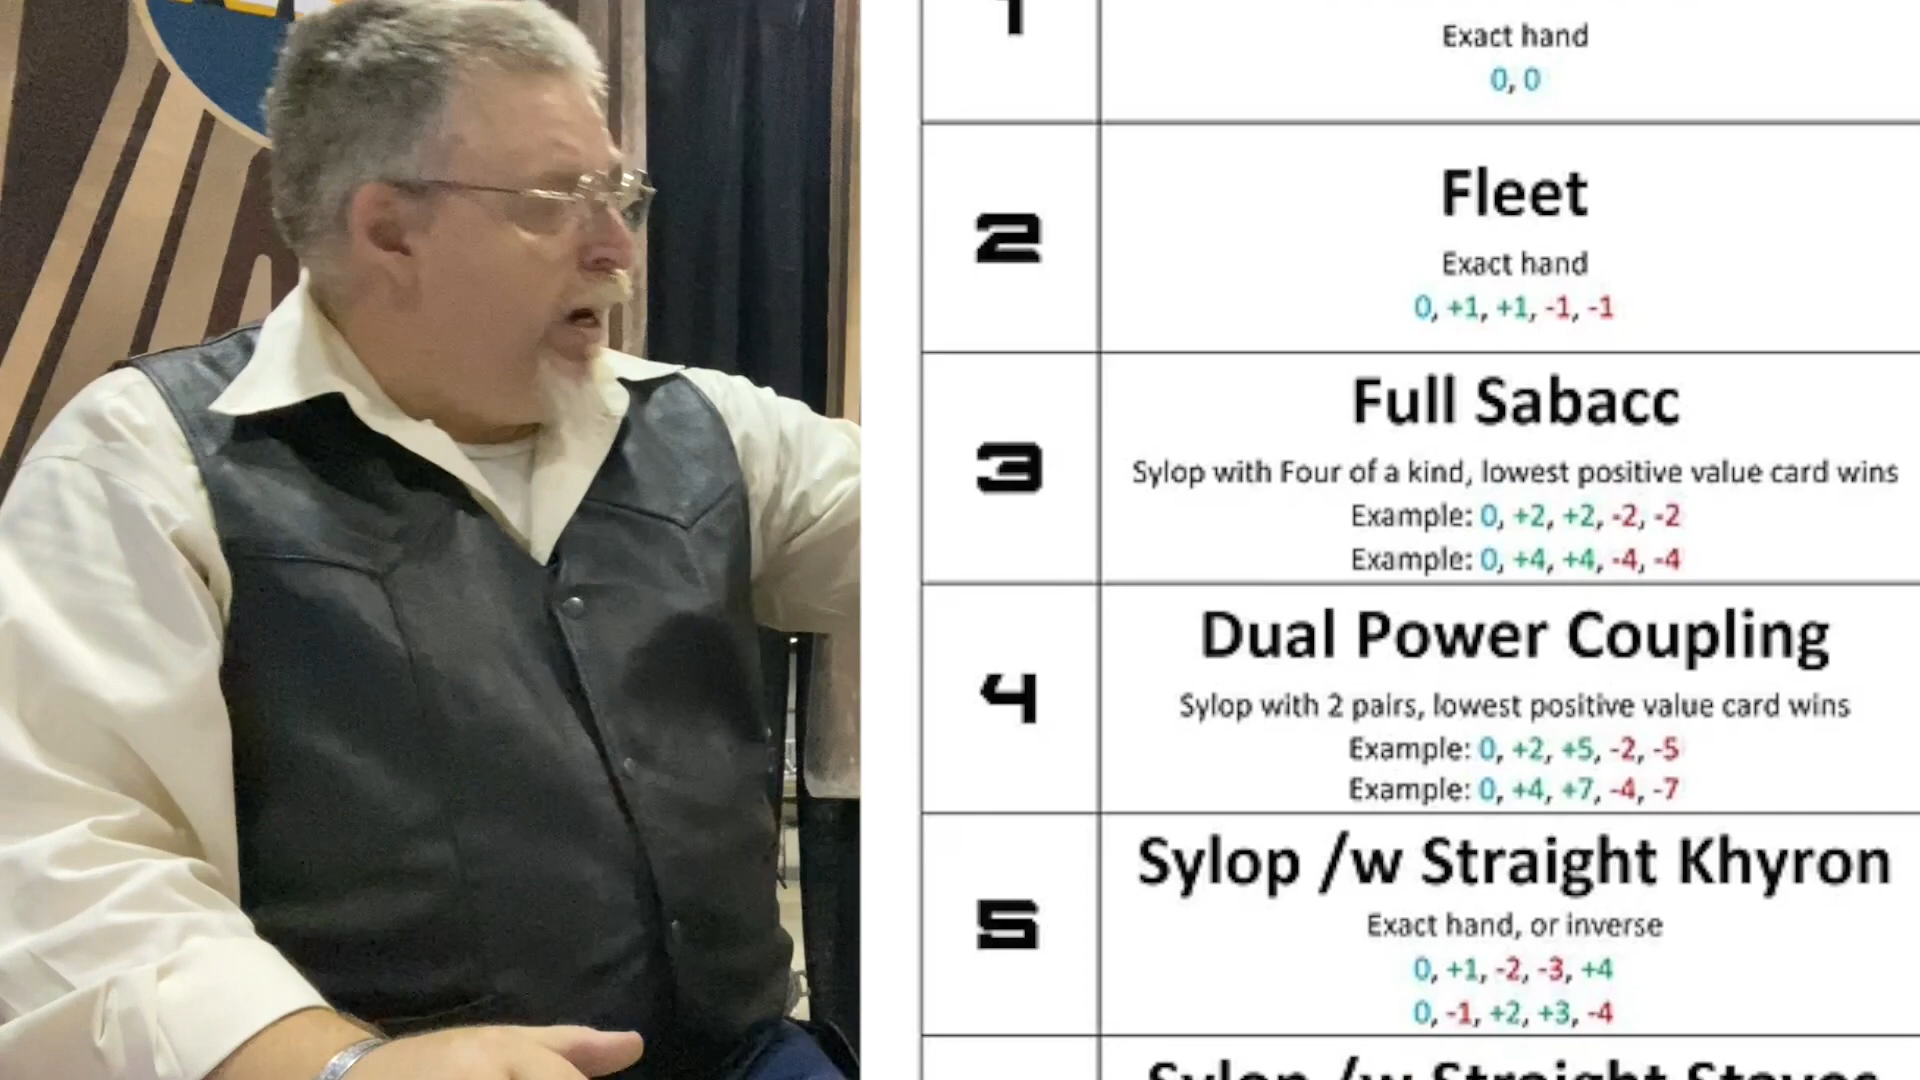 1
Exact hand
0, 0
2
Fleet
Exact hand
0, +1, +1, -1, -1
3
Full Sabacc
Sylop with Four of a kind, lowest positive value card wins
Example: 0, +2, +2, -2, -2
Example: 0, +4, +4, -4, -4
4
Dual Power Coupling
Sylop with 2 pairs, lowest positive value card wins
Example: 0, +2, +5, -2, -5
Example: 0, +4, +7, -4, -7
5
Sylop /w Straight Khyron
Exact hand, or inverse
0, +1, -2, -3, +4
0, -1, +2, +3, -4
Sylop /w Straight Staves